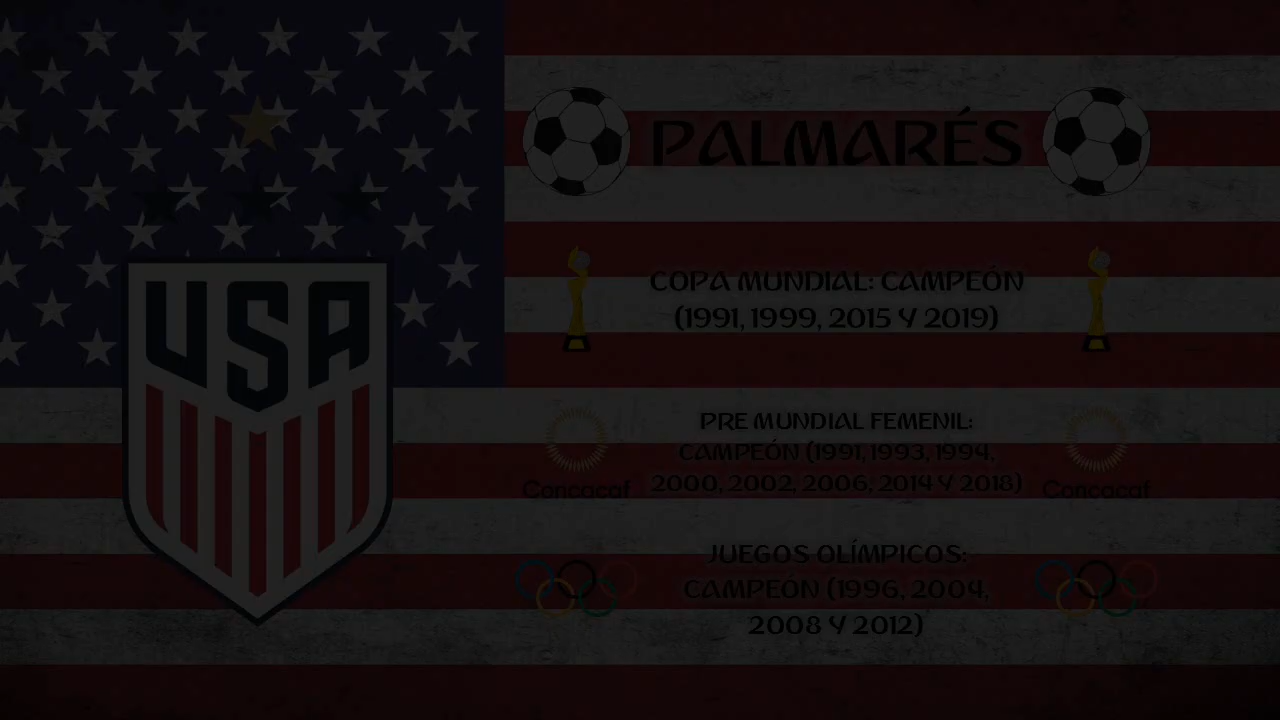 PALMARÉS
USA
COPA MUNDIAL: CAMPEÓN
(1991, 1999, 2015 Y 2019)
PRE MUNDIAL FEMENIL:
CAMPEÓN (1991, 1993, 1994,
2000, 2002, 2006, 2014 Y 2018)
Concacaf
Concacaf
JUEGOS OLÍMPICOS:
CAMPEÓN (1996, 2004,
2008 Y 2012)